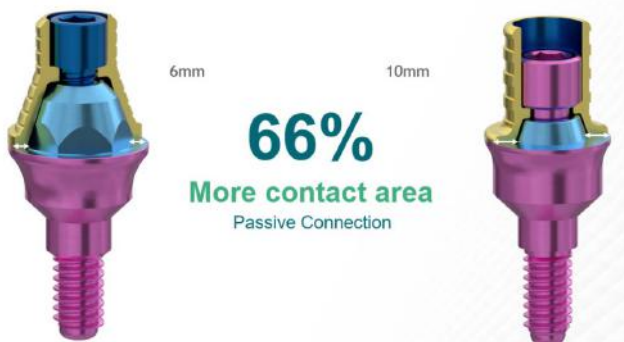 6mm
10mm
66%
More contact area
Passive Connection